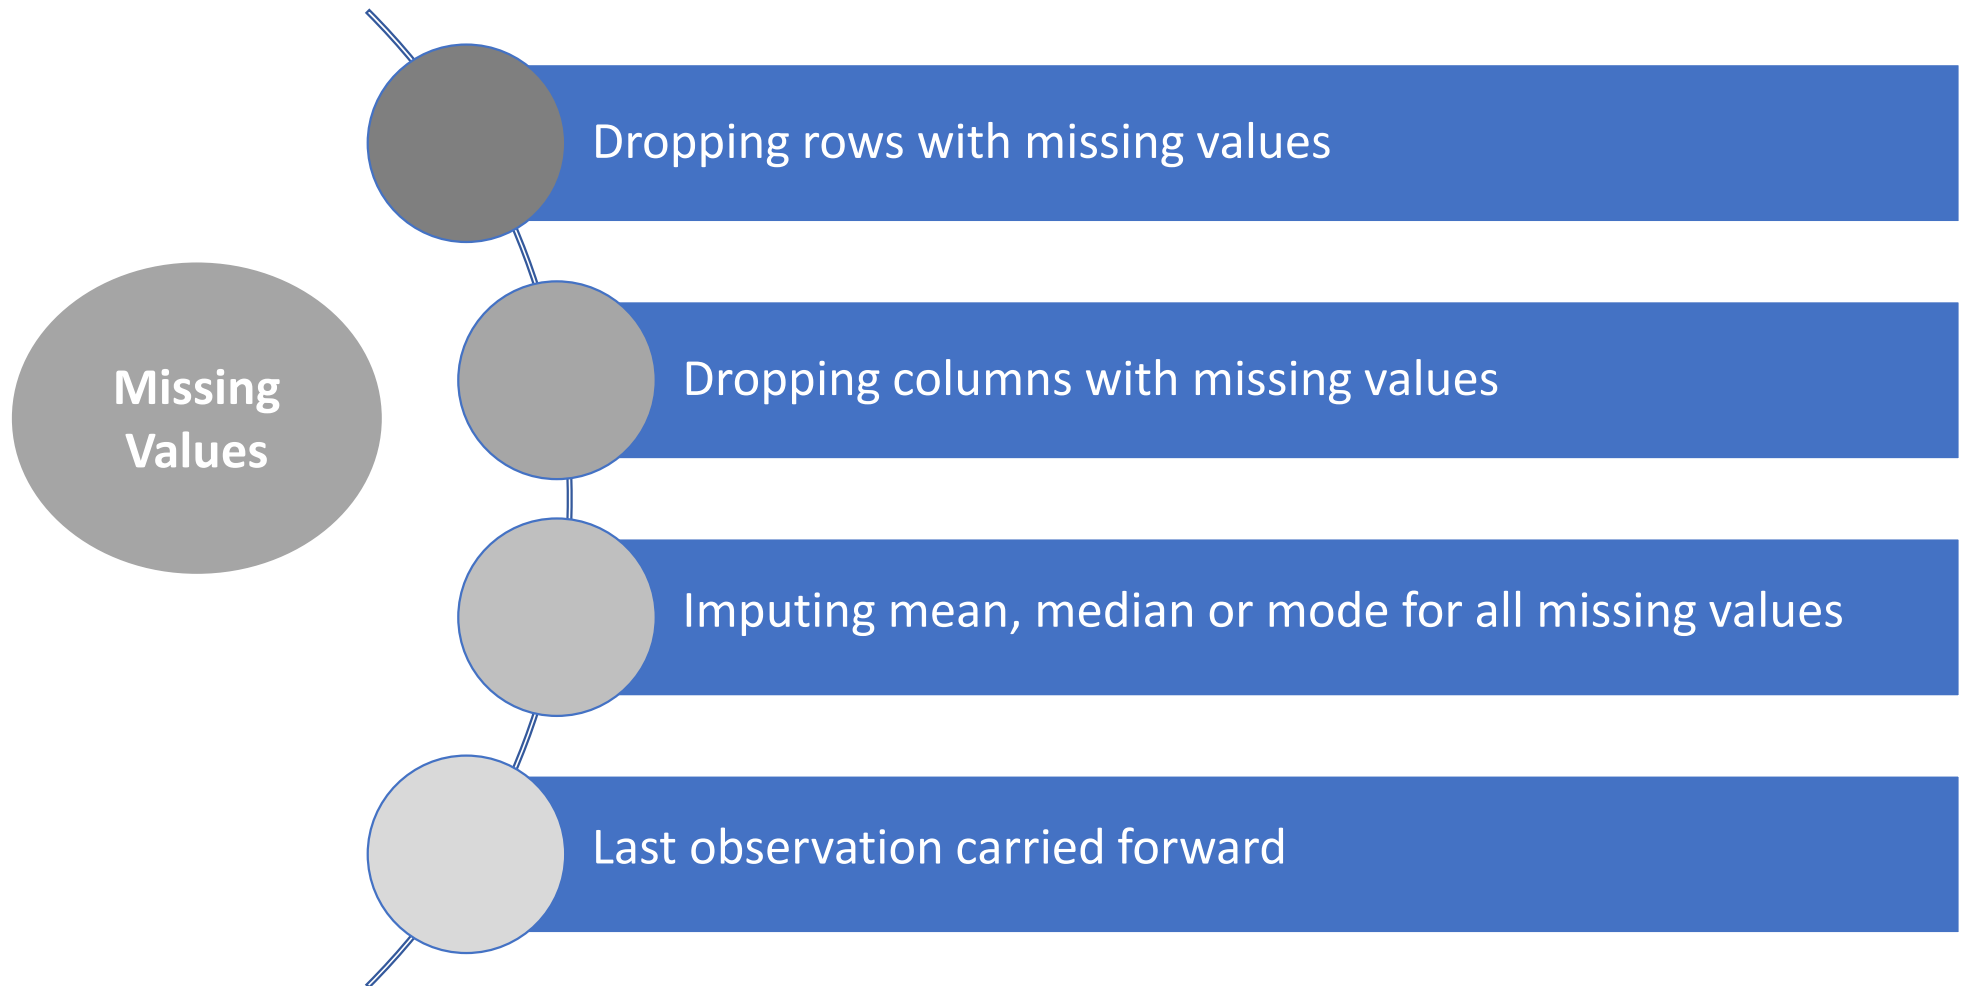 Missing
Values
Dropping rows with missing values
Dropping columns with missing values
Imputing mean, median or mode for all missing values
Last observation carried forward